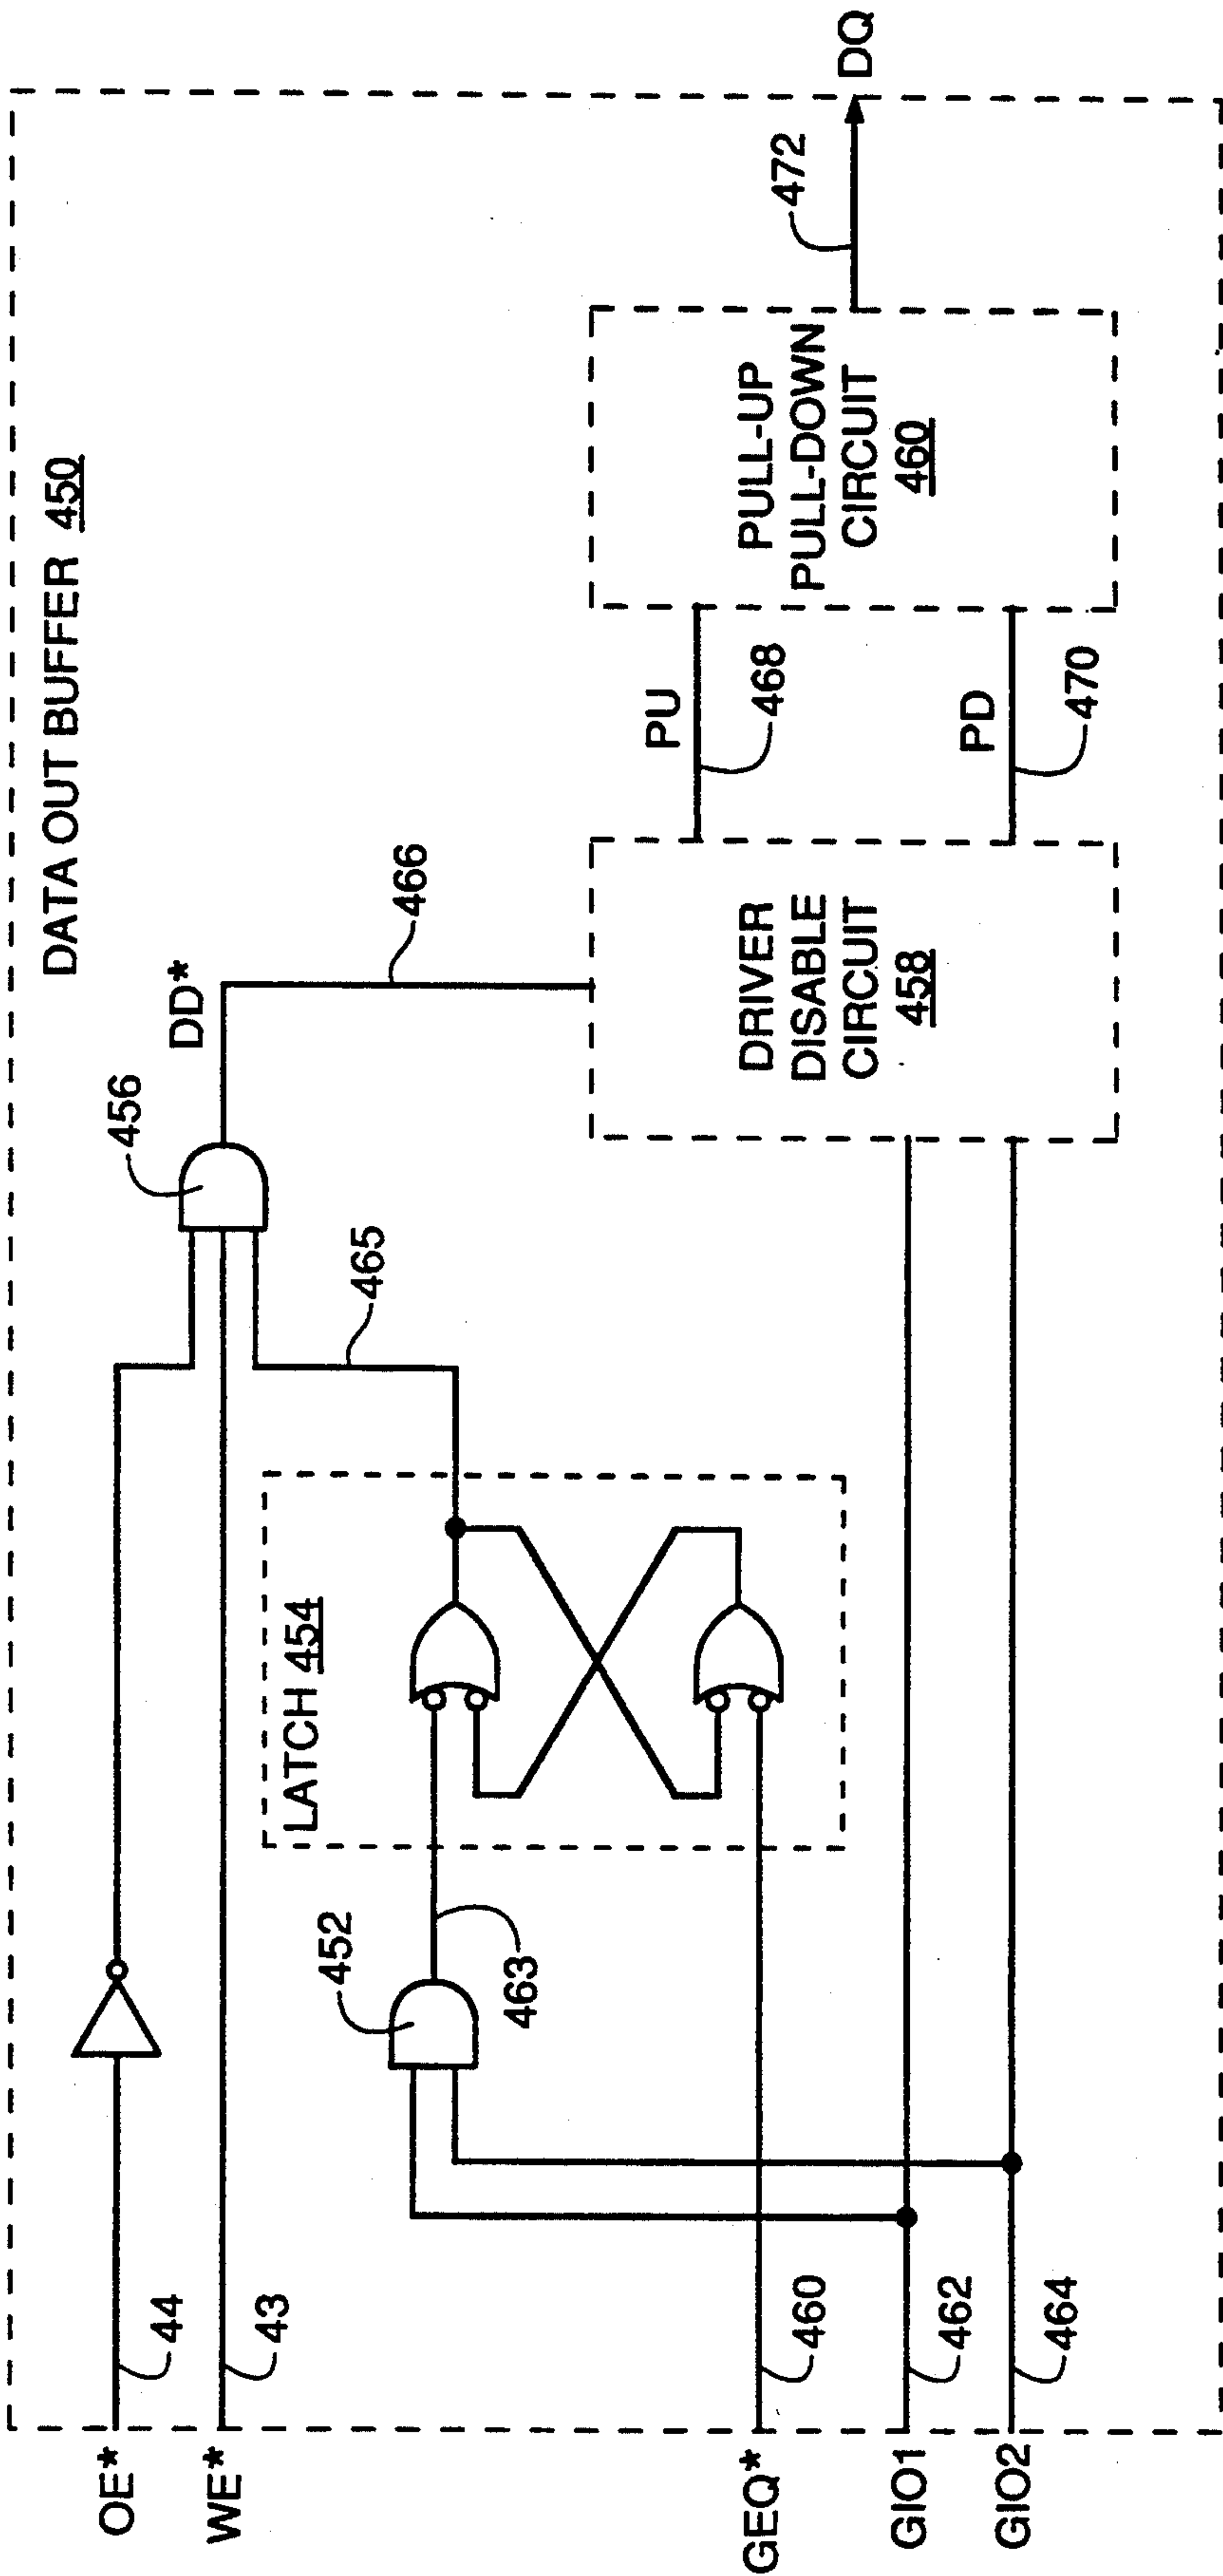 DATA OUT BUFFER 450
OE*
44
WE*
43
456
DD*
466
465
LATCH 454
452
463
GEQ*
460
GIO1
462
GIO2
464
DRIVER
DISABLE
CIRCUIT
458
PU
468
PD
470
PULL-UP
PULL-DOWN
CIRCUIT
460
472
DQ